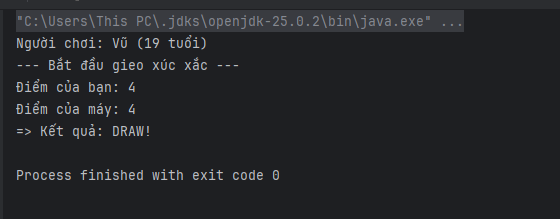 "C:\Users\This PC\.jdks\openjdk-25.0.2\bin\java.exe" ...
Người chơi: Vũ (19 tuổi)
--- Bắt đầu gieo xúc xắc ---
Điểm của bạn: 4
Điểm của máy: 4
=> Kết quả: DRAW!
Process finished with exit code 0